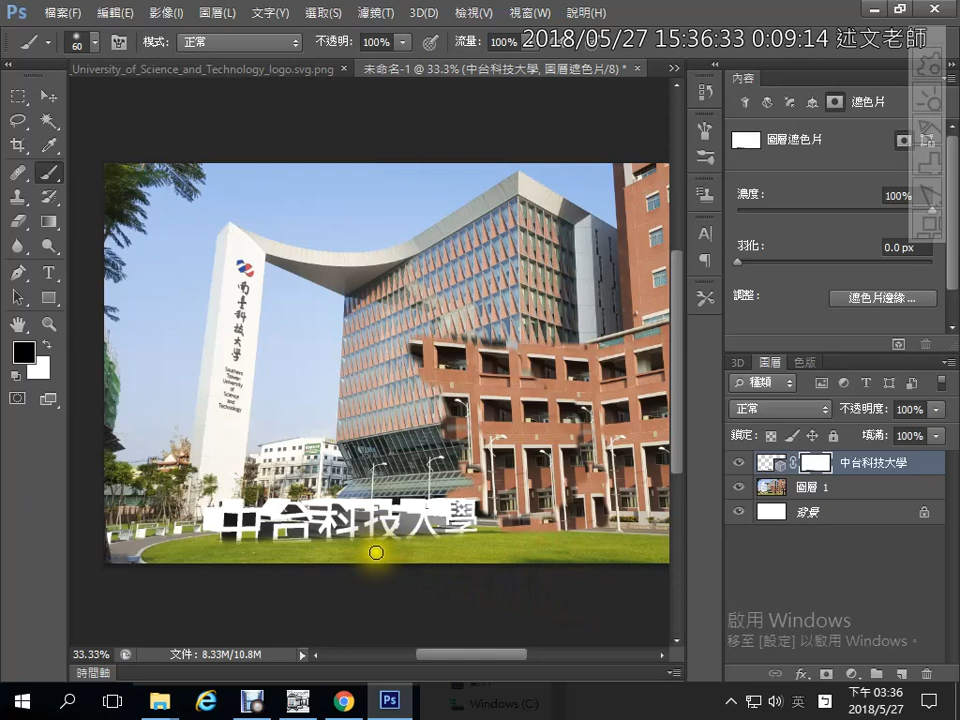 Ps 檔案(F) 編輯(E) 影像(I) 圖層(L) 文字(Y) 選取(S) 濾鏡(T) 3D(D) 檢視(V) 視窗(W) 說明(H)
60 模式: 正常 不透明: 100% 流量: 100%
2018/05/27 15:36:33 0:09:14 述文老師
_University_of_Science_and_Technology_logo.svg.png × 未命名-1 @ 33.3% (中台科技大學, 圖層遮色片/8) * ×
內容
遮色片
圖層遮色片
濃度: 100%
羽化: 0.0 px
調整: 遮色片邊緣...
南臺科技大學
Southern
Taiwan
University
of
Science
and
Technology
中台科技大學
3D 圖層 色版
種類
正常 不透明度: 100%
鎖定: 填滿: 100%
中台科技大學
圖層 1
背景
啟用 Windows
移至 [設定] 以啟用 Windows。
33.33% 文件: 8.33M/10.8M
時間軸
Windows (C:)
英
下午 03:36
2018/5/27